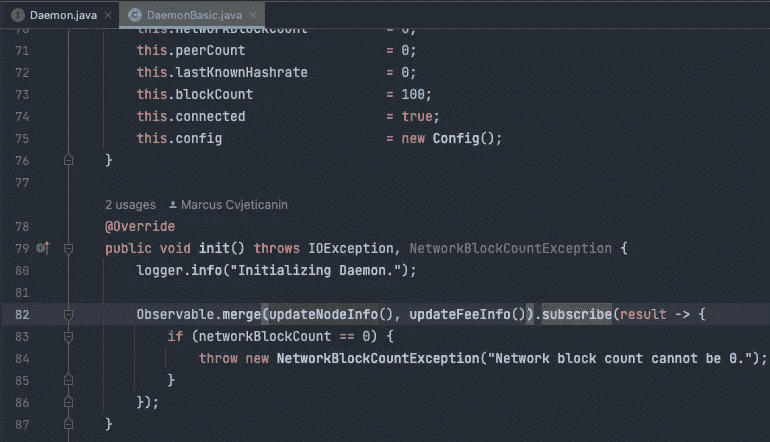 Daemon.java × DaemonBasic.java ×
70 this.networkBlockCount = 0;
71 this.peerCount = 0;
72 this.lastKnownHashrate = 0;
73 this.blockCount = 100;
74 this.connected = true;
75 this.config = new Config();
76 }
77
2 usages Marcus Cvjeticanin
78 @Override
79 public void init() throws IOException, NetworkBlockCountException {
80 logger.info("Initializing Daemon.");
81
82 Observable.merge(updateNodeInfo(), updateFeeInfo()).subscribe(result -> {
83 if (networkBlockCount == 0) {
84 throw new NetworkBlockCountException("Network block count cannot be 0.");
85 }
86 });
87 }